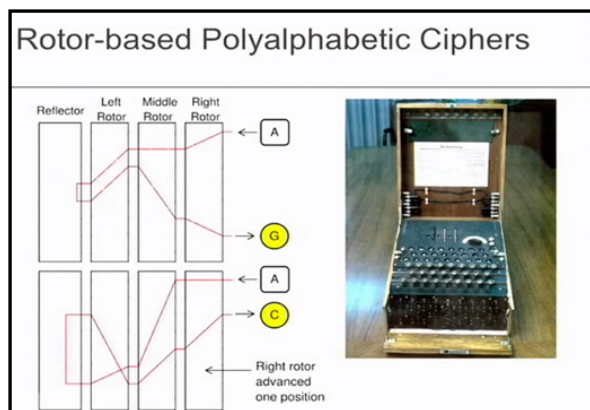 Rotor-based Polyalphabetic Ciphers
Reflector
Left
Rotor
Middle
Rotor
Right
Rotor
A
G
A
C
Right rotor
advanced
one position